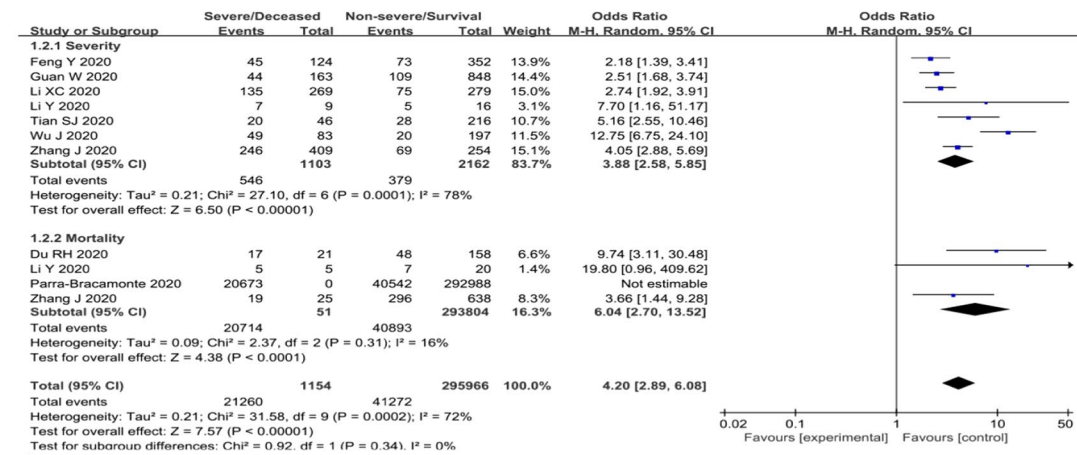 Severe/Deceased Non-severe/Survival Odds Ratio Odds Ratio
Study or Subgroup Events Total Events Total Weight M-H, Random, 95% CI M-H, Random, 95% CI
1.2.1 Severity
Feng Y 2020 45 124 73 352 13.9% 2.18 [1.39, 3.41]
Guan W 2020 44 163 109 848 14.4% 2.51 [1.68, 3.74]
Li XC 2020 135 269 75 279 15.0% 2.74 [1.92, 3.91]
Li Y 2020 7 9 5 16 3.1% 7.70 [1.16, 51.17]
Tian SJ 2020 20 46 28 216 10.7% 5.16 [2.55, 10.46]
Wu J 2020 49 83 20 197 11.5% 12.75 [6.75, 24.10]
Zhang J 2020 246 409 69 254 15.0% 4.05 [2.88, 5.69]
Subtotal (95% CI) 1103 2162 83.7% 3.88 [2.58, 5.85]
Total events 546 379
Heterogeneity: Tau² = 0.21; Chi² = 27.10, df = 6 (P = 0.0001); I² = 78%
Test for overall effect: Z = 6.50 (P < 0.00001)
1.2.2 Mortality
Du RH 2020 17 21 48 158 6.6% 9.74 [3.11, 30.48]
Li Y 2020 5 5 7 20 1.4% 19.80 [0.96, 409.62]
Parra-Bracamonte 2020 20673 0 40542 292988 Not estimable
Zhang J 2020 19 25 296 638 8.3% 3.66 [1.44, 9.28]
Subtotal (95% CI) 51 293804 16.3% 6.04 [2.70, 13.52]
Total events 20714 40893
Heterogeneity: Tau² = 0.09; Chi² = 2.37, df = 2 (P = 0.31); I² = 16%
Test for overall effect: Z = 4.38 (P < 0.0001)
Total (95% CI) 1154 295966 100.0% 4.20 [2.89, 6.08]
Total events 21260 41272
Heterogeneity: Tau² = 0.21; Chi² = 31.58, df = 9 (P = 0.0002); I² = 72%
Test for overall effect: Z = 7.57 (P < 0.00001)
Test for subgroup differences: Chi² = 0.92, df = 1 (P = 0.34), I² = 0%
0.02 0.1 1 10 50
Favours [experimental] Favours [control]